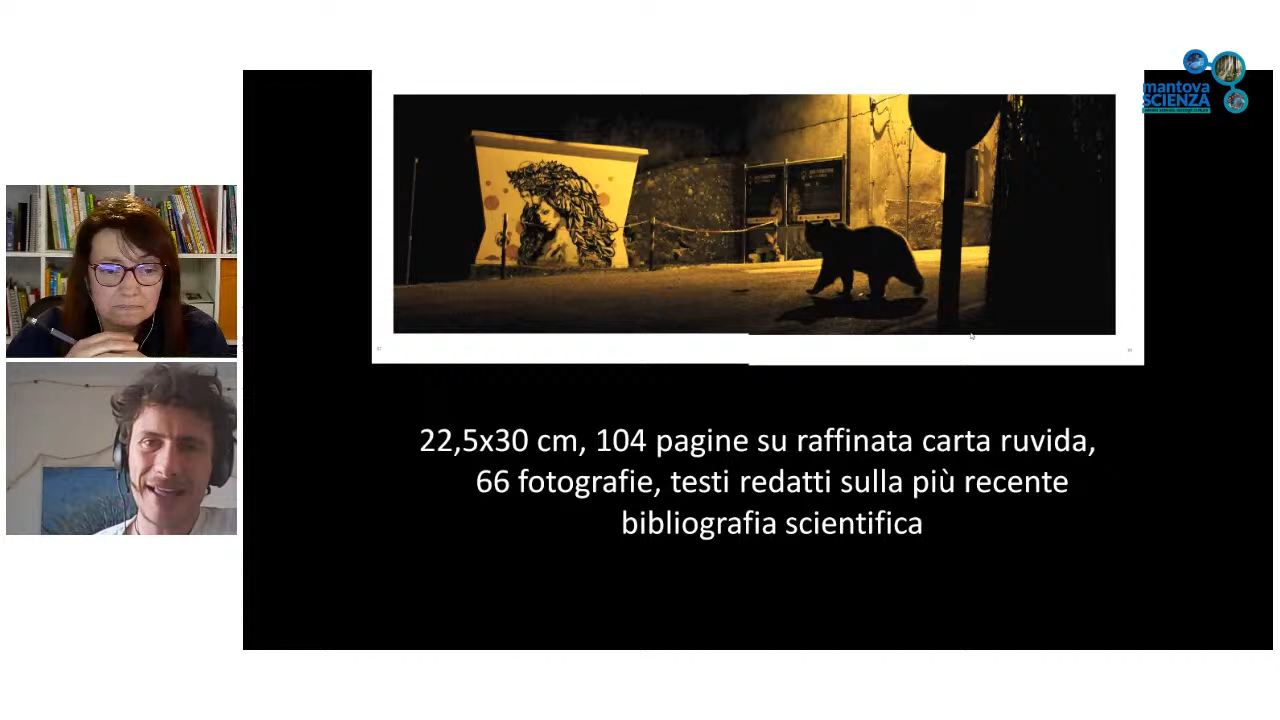 mantova
SCIENZA
22,5x30 cm, 104 pagine su raffinata carta ruvida,
66 fotografie, testi redatti sulla più recente
bibliografia scientifica